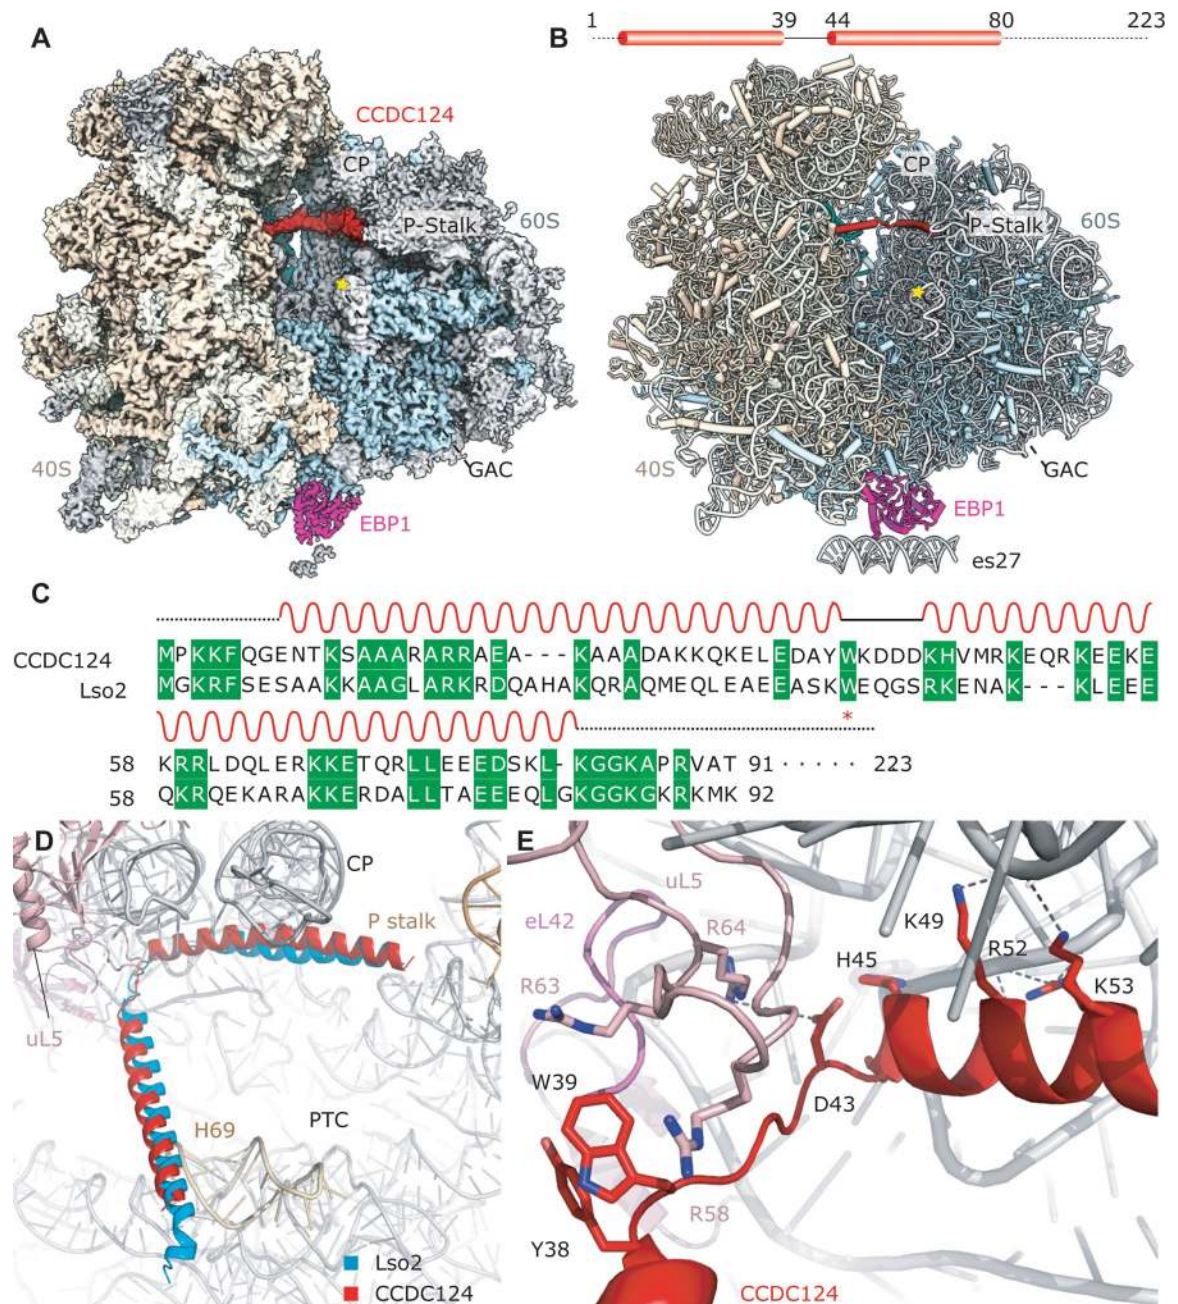 A
CCDC124
CP
P-Stalk
60S
40S
GAC
EBP1
B
1 39 44 80 223
CP
P-Stalk
60S
40S
GAC
EBP1
es27
C
CCDC124 MPKKFQGENTKSAAARARRAEA---KAAADAKKQKELEDAYWKDDDKHVMRKEQRKEEKE
Lso2 MGKRFSESAAKKAAGLARKRDQAHAKQRAQMEQLEAEEASKWEQGSRKENAK---KLEEE
*
58 KRRLDQLERKKETQRLLEEEDSKL-KGGKAPRVAT 91 ······ 223
58 QKRQEKARAKKERDALLTAEEEQLGKGGKGKRKMK 92
D
CP
P stalk
uL5
H69
PTC
Lso2
CCDC124
E
uL5
eL42
R64
K49
R52
H45
K53
R63
W39
D43
R58
Y38
CCDC124